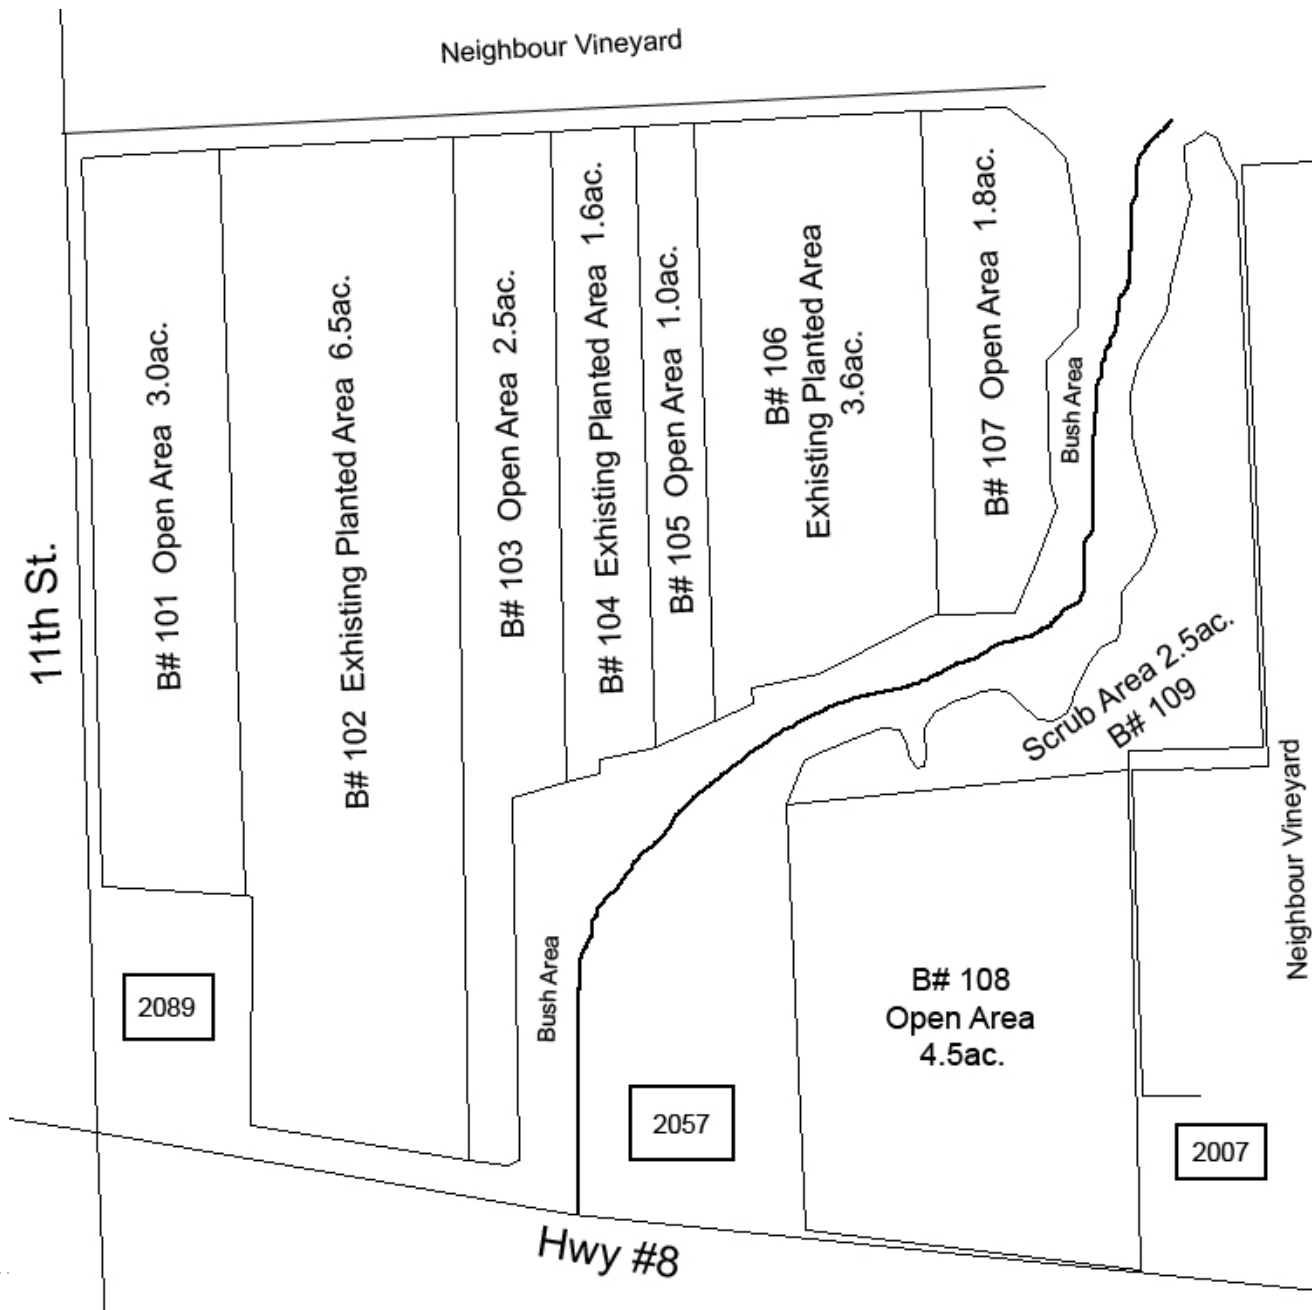 Neighbour Vineyard
11th St.
B# 101 Open Area 3.0ac.
B# 102 Exhisting Planted Area 6.5ac.
B# 103 Open Area 2.5ac.
B# 104 Exhisting Planted Area 1.6ac.
B# 105 Open Area 1.0ac.
B# 106
Exhisting Planted Area
3.6ac.
B# 107 Open Area 1.8ac.
Bush Area
Scrub Area 2.5ac.
B# 109
Neighbour Vineyard
2089
Bush Area
2057
B# 108
Open Area
4.5ac.
2007
Hwy #8